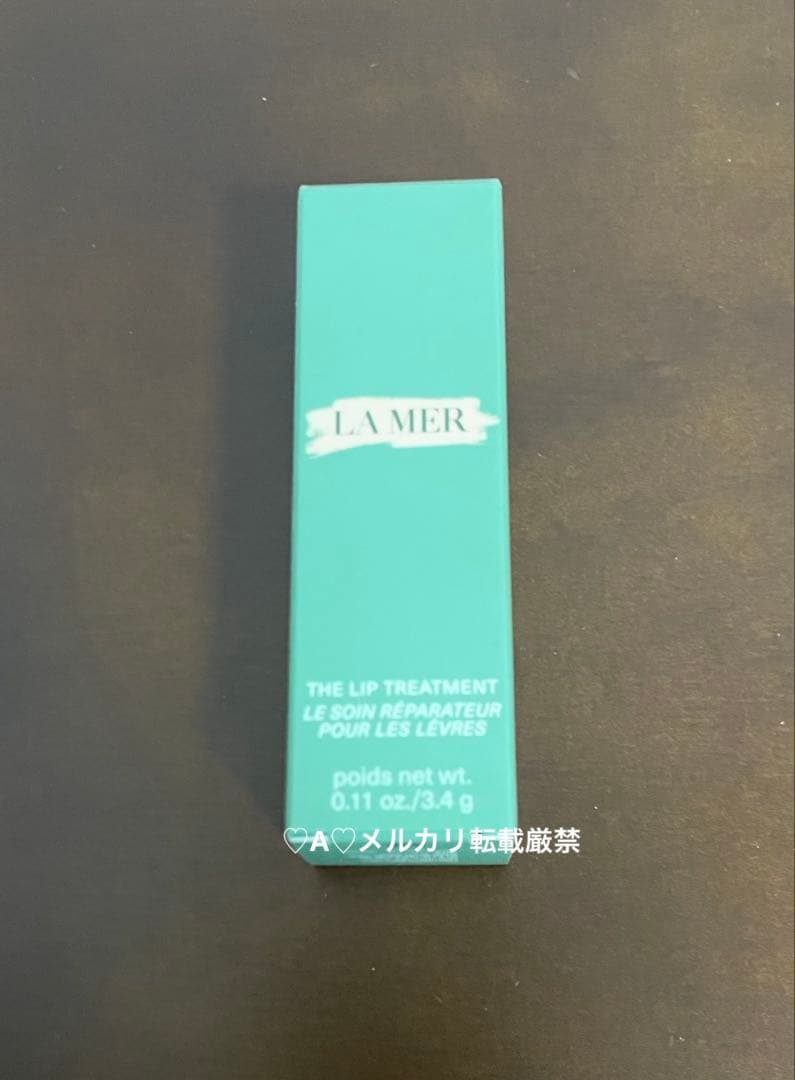 LA MER
THE LIP TREATMENT
LE SOIN RÉPARATEUR
POUR LES LÈVRES
poids net wt.
0.11 oz./3.4 g
♡A♡メルカリ転載厳禁